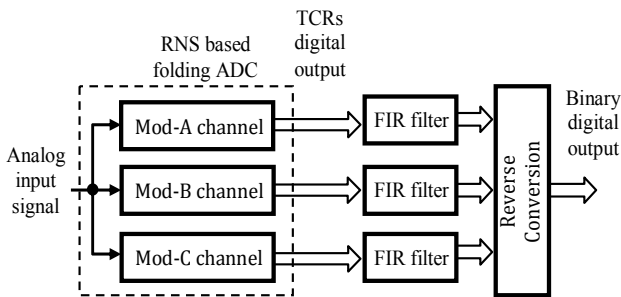 RNS based
folding ADC
TCRs
digital
output
Analog
input
signal
Mod-A channel
Mod-B channel
Mod-C channel
FIR filter
FIR filter
FIR filter
Reverse
Conversion
Binary
digital
output